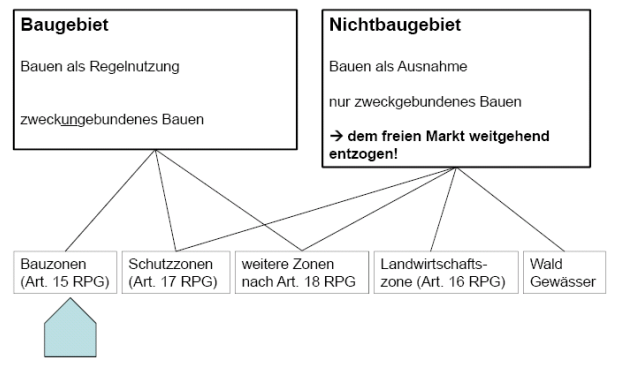 Baugebiet
Bauen als Regelnutzung
zweckungebundenes Bauen
Nichtbaugebiet
Bauen als Ausnahme
nur zweckgebundenes Bauen
→ dem freien Markt weitgehend
entzogen!
Bauzonen
(Art. 15 RPG)
Schutzzonen
(Art. 17 RPG)
weitere Zonen
nach Art. 18 RPG
Landwirtschafts-
zone (Art. 16 RPG)
Wald
Gewässer